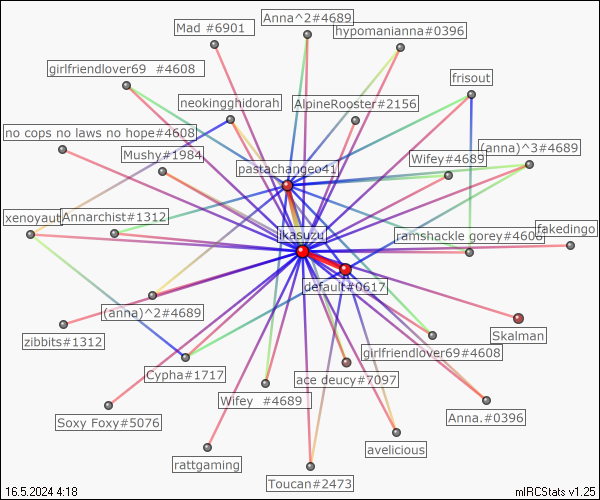 Anna^2#4689
Mad #6901
hypomanianna#0396
girlfriendlover69 #4608
frisout
neokingghidorah
AlpineRooster#2156
no cops no laws no hope#4608
(anna)^3#4689
Mushy#1984
Wifey#4689
pastachangeo41
xenoyaut
Annarchist#1312
fakedingo
ikasuzu
ramshackle gorey#4608
default#0617
(anna)^2#4689
Skalman
zibbits#1312
girlfriendlover69#4608
Cypha#1717
ace deucy#7097
Wifey #4689
Anna.#0396
Soxy Foxy#5076
avelicious
rattgaming
Toucan#2473
16.5.2024 4:18
mIRCStats v1.25